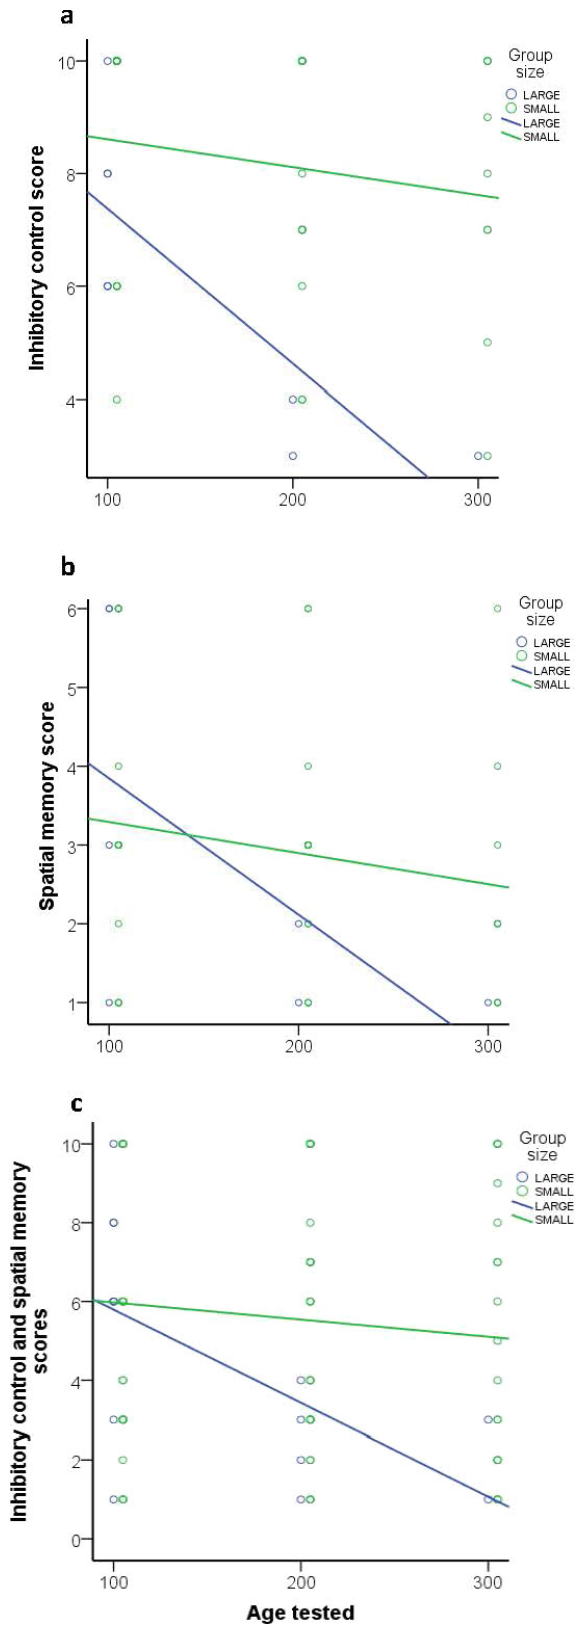 a
Group
size
LARGE
SMALL
LARGE
SMALL
Inhibitory control score
10
8
6
4
100 200 300
b
Group
size
LARGE
SMALL
LARGE
SMALL
Spatial memory score
6
5
4
3
2
1
100 200 300
c
Group
size
LARGE
SMALL
LARGE
SMALL
Inhibitory control and spatial memory
scores
10
8
6
4
2
0
100 200 300
Age tested